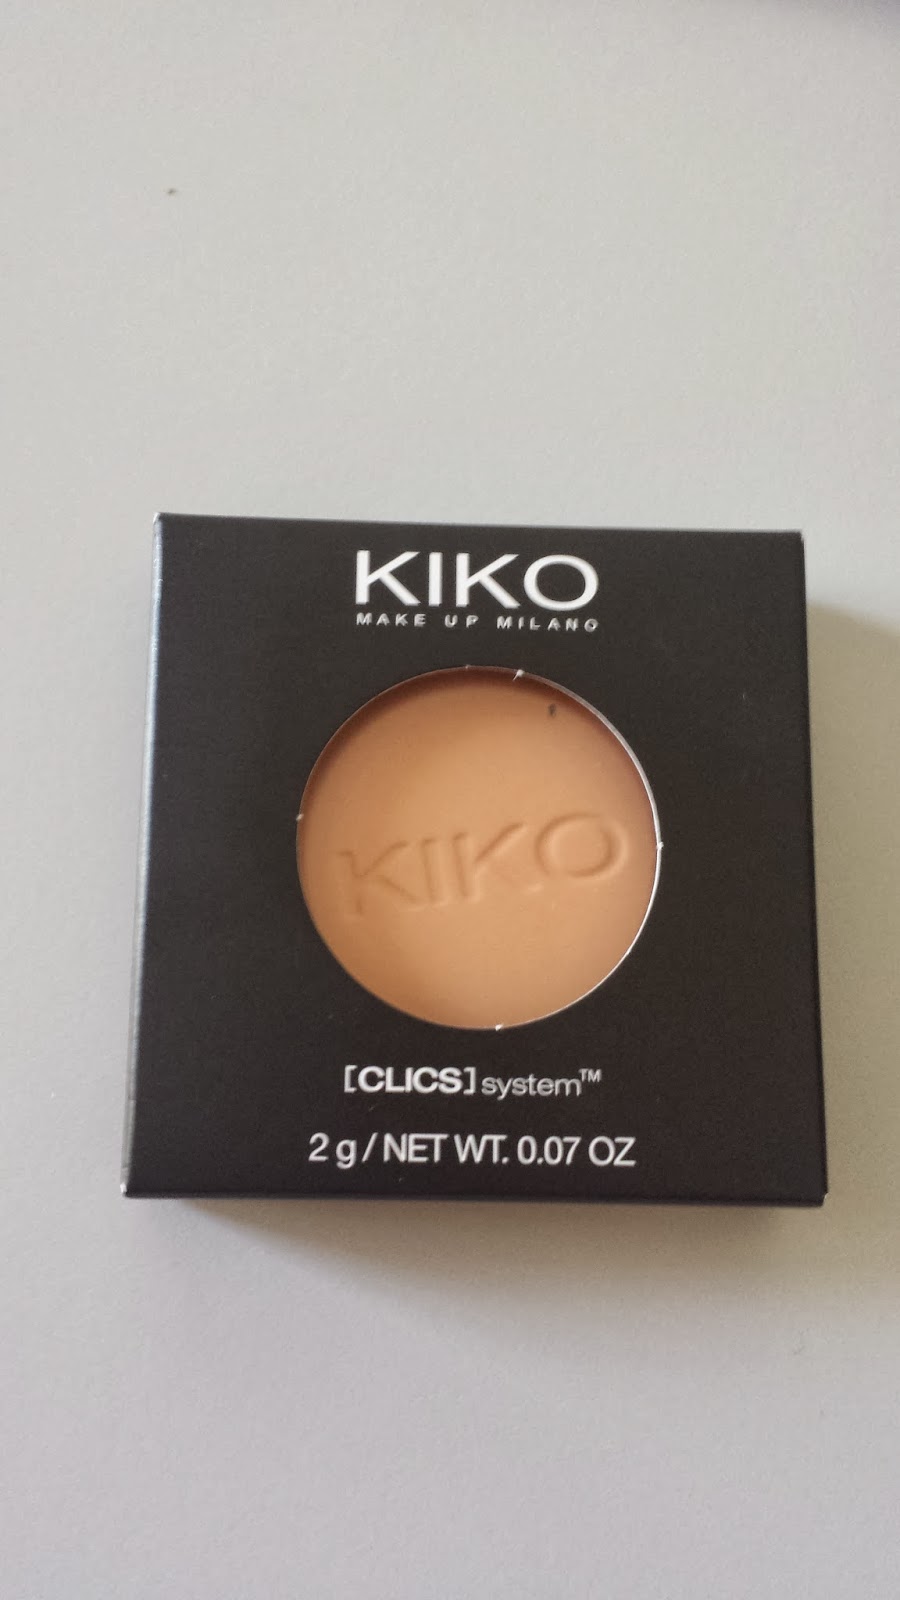 KIKO
MAKE UP MILANO
KIKO
[CLICS] system™
2 g / NET WT. 0.07 OZ